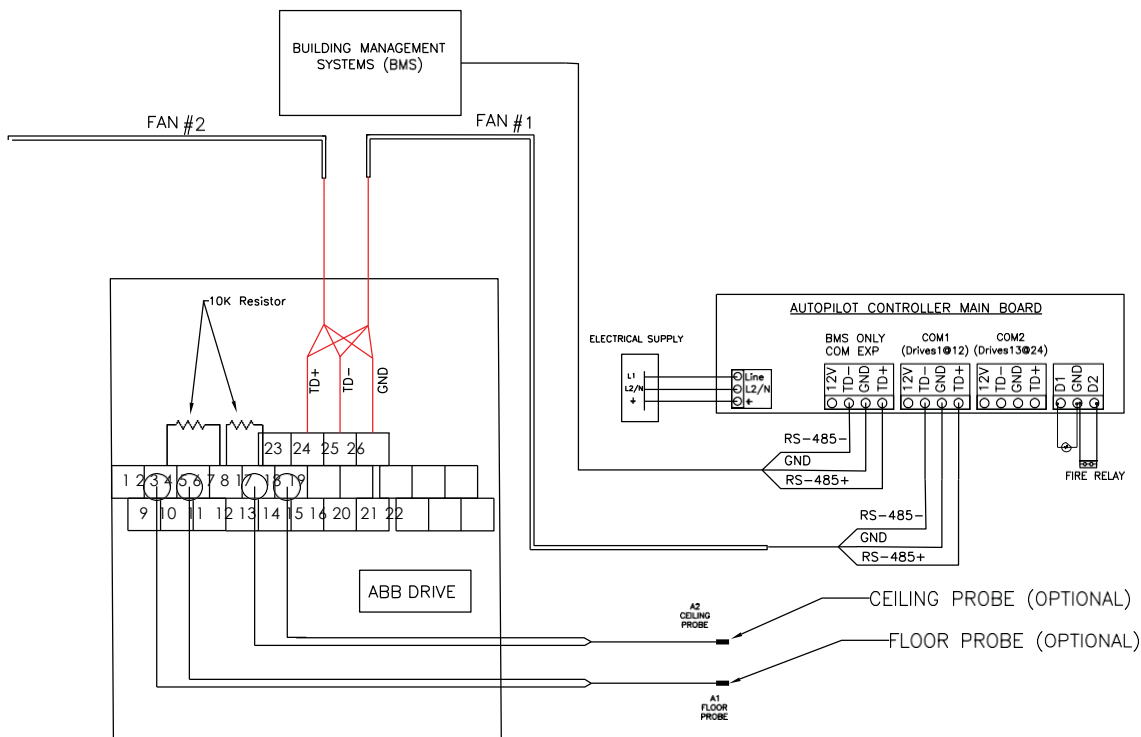 BUILDING MANAGEMENT
SYSTEMS (BMS)
FAN #2
FAN #1
10K Resistor
TD+
TD-
GND
23 24 25 26
1 2 3 4 5 6 7 8 17 18 19
9 10 11 12 13 14 15 16 20 21 22
ABB DRIVE
ELECTRICAL SUPPLY
L1
L2/N
Line
L2/N
AUTOPILOT CONTROLLER MAIN BOARD
BMS ONLY
COM EXP
COM1
(Drives1@12)
COM2
(Drives13@24)
12V
TD-
GND
TD+
12V
TD-
GND
TD+
12V
TD-
GND
TD+
D1
GND
D2
FIRE RELAY
RS-485-
GND
RS-485+
RS-485-
GND
RS-485+
A2
CEILING
PROBE
CEILING PROBE (OPTIONAL)
FLOOR PROBE (OPTIONAL)
A1
FLOOR
PROBE